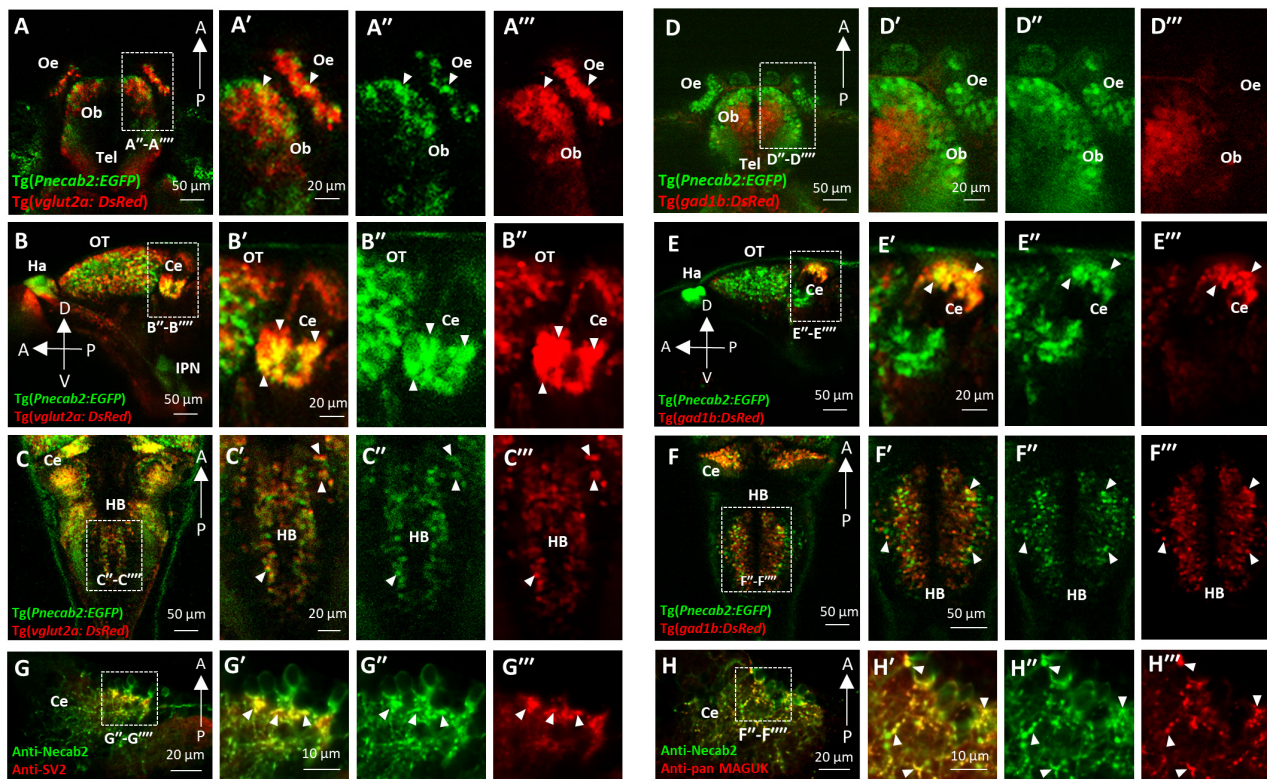 A
A
P
Oe
Ob
Tel
A′′-A′′′′
50 µm
Tg(Pnecab2:EGFP)
Tg(vglut2a: DsRed)
A′
Oe
Ob
20 µm
A′′
Oe
Ob
A′′′
Oe
Ob
D
A
P
Oe
Ob
Tel
D′′-D′′′′
50 µm
Tg(Pnecab2:EGFP)
Tg(gad1b:DsRed)
D′
Oe
Ob
20 µm
D′′
Oe
Ob
D′′′
Oe
Ob
B
OT
Ha
Ce
B′′-B′′′′
D
A
P
V
IPN
50 µm
Tg(Pnecab2:EGFP)
Tg(vglut2a: DsRed)
B′
OT
Ce
20 µm
B′′
OT
Ce
B′′
OT
Ce
E
OT
Ha
Ce
E′′-E′′′′
D
A
P
V
50 µm
Tg(Pnecab2:EGFP)
Tg(gad1b:DsRed)
E′
Ce
20 µm
E′′
Ce
E′′′
Ce
C
Ce
A
P
HB
C′′-C′′′′
50 µm
Tg(Pnecab2:EGFP)
Tg(vglut2a: DsRed)
C′
HB
20 µm
C′′
HB
C′′′
HB
F
Ce
A
P
HB
F′′-F′′′′
50 µm
Tg(Pnecab2:EGFP)
Tg(gad1b:DsRed)
F′
HB
50 µm
F′′
HB
F′′′
HB
G
A
P
Ce
G′′-G′′′′
Anti-Necab2
Anti-SV2
20 µm
G′
10 µm
G′′
G′′′
H
A
P
Ce
F′′-F′′′′
Anti-Necab2
Anti-pan MAGUK
20 µm
H′
10 µm
H′′
H′′′